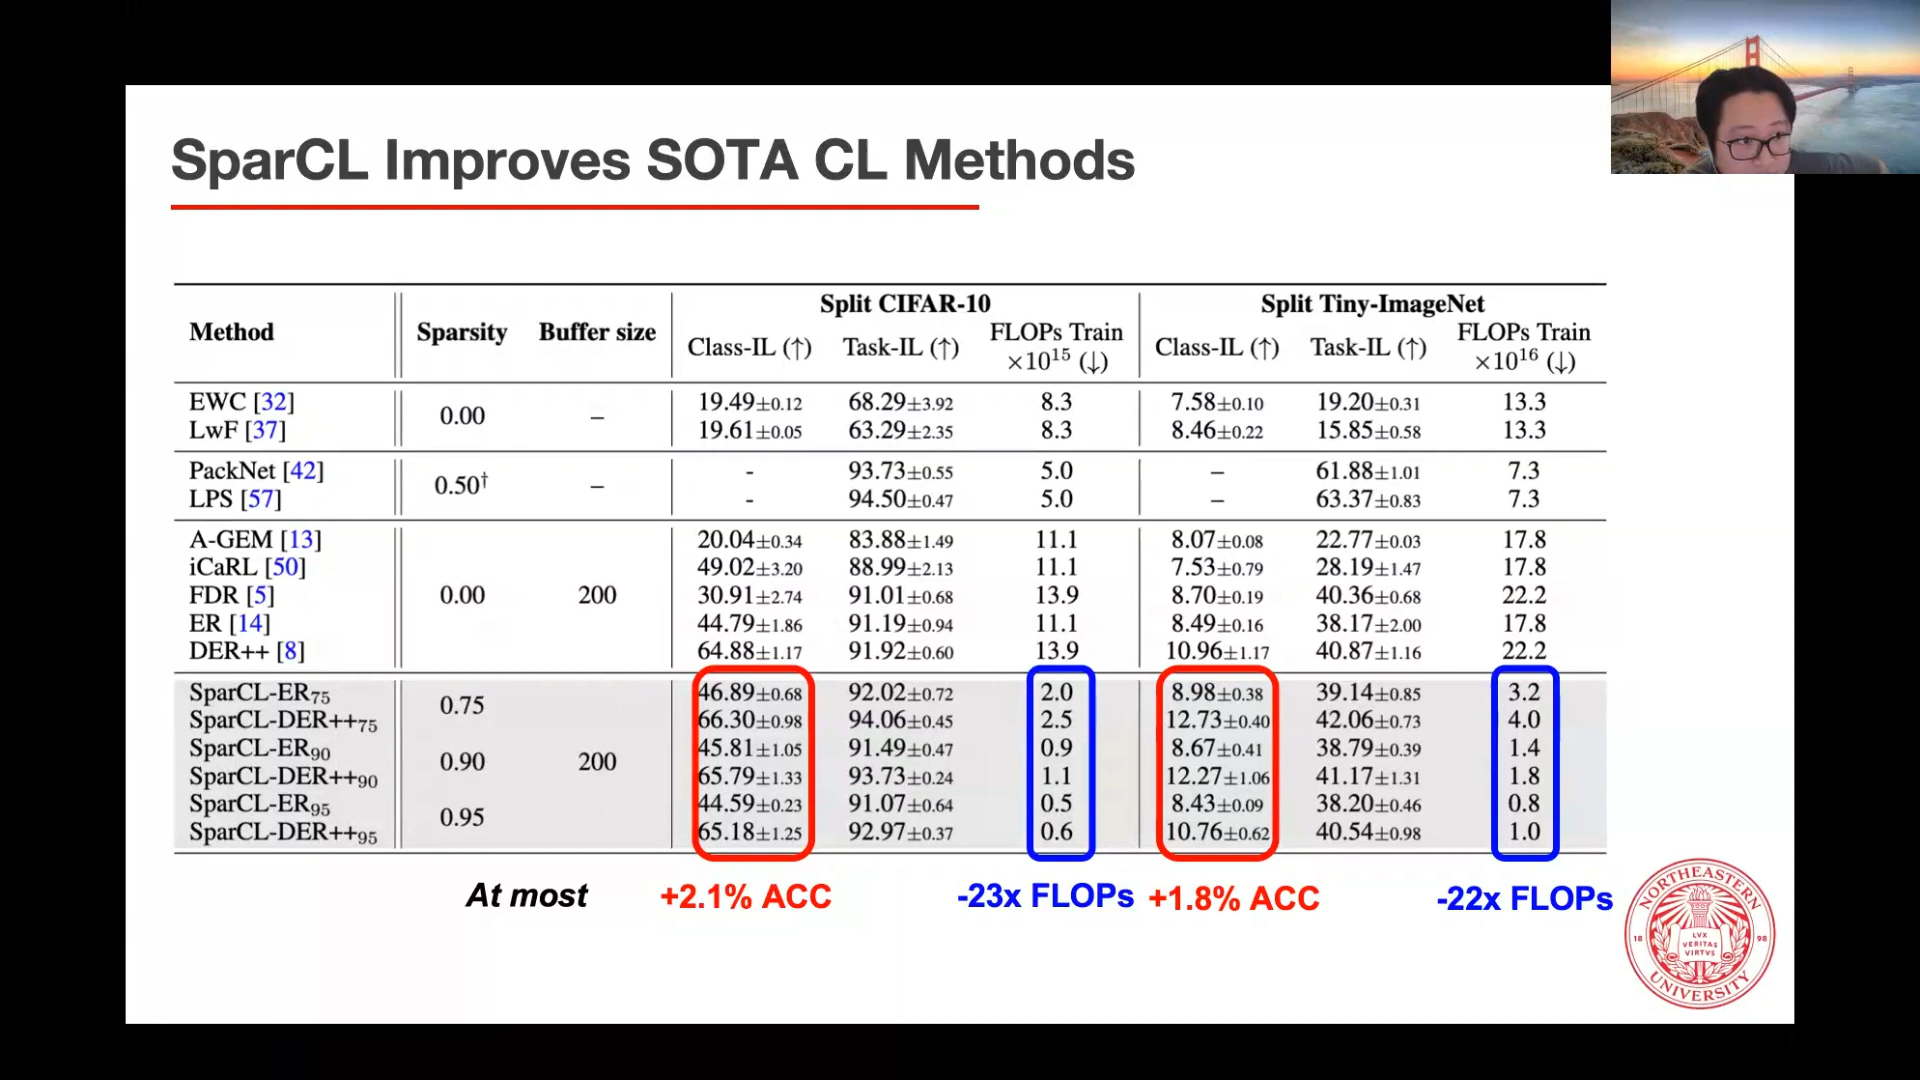 SparCL Improves SOTA CL Methods
Split CIFAR-10 Split Tiny-ImageNet
Method Sparsity Buffer size Class-IL (↑) Task-IL (↑) FLOPs Train ×10¹⁵ (↓) Class-IL (↑) Task-IL (↑) FLOPs Train ×10¹⁶ (↓)
EWC [32] 0.00 – 19.49±0.12 68.29±3.92 8.3 7.58±0.10 19.20±0.31 13.3
LwF [37] 19.61±0.05 63.29±2.35 8.3 8.46±0.22 15.85±0.58 13.3
PackNet [42] 0.50† – - 93.73±0.55 5.0 – 61.88±1.01 7.3
LPS [57] - 94.50±0.47 5.0 – 63.37±0.83 7.3
A-GEM [13] 20.04±0.34 83.88±1.49 11.1 8.07±0.08 22.77±0.03 17.8
iCaRL [50] 49.02±3.20 88.99±2.13 11.1 7.53±0.79 28.19±1.47 17.8
FDR [5] 0.00 200 30.91±2.74 91.01±0.68 13.9 8.70±0.19 40.36±0.68 22.2
ER [14] 44.79±1.86 91.19±0.94 11.1 8.49±0.16 38.17±2.00 17.8
DER++ [8] 64.88±1.17 91.92±0.60 13.9 10.96±1.17 40.87±1.16 22.2
SparCL-ER₇₅ 0.75 46.89±0.68 92.02±0.72 2.0 8.98±0.38 39.14±0.85 3.2
SparCL-DER++₇₅ 66.30±0.98 94.06±0.45 2.5 12.73±0.40 42.06±0.73 4.0
SparCL-ER₉₀ 0.90 200 45.81±1.05 91.49±0.47 0.9 8.67±0.41 38.79±0.39 1.4
SparCL-DER++₉₀ 65.79±1.33 93.73±0.24 1.1 12.27±1.06 41.17±1.31 1.8
SparCL-ER₉₅ 0.95 44.59±0.23 91.07±0.64 0.5 8.43±0.09 38.20±0.46 0.8
SparCL-DER++₉₅ 65.18±1.25 92.97±0.37 0.6 10.76±0.62 40.54±0.98 1.0
At most +2.1% ACC -23x FLOPs +1.8% ACC -22x FLOPs
NORTHEASTERN UNIVERSITY
18 98
LVX
VERITAS
VIRTVS